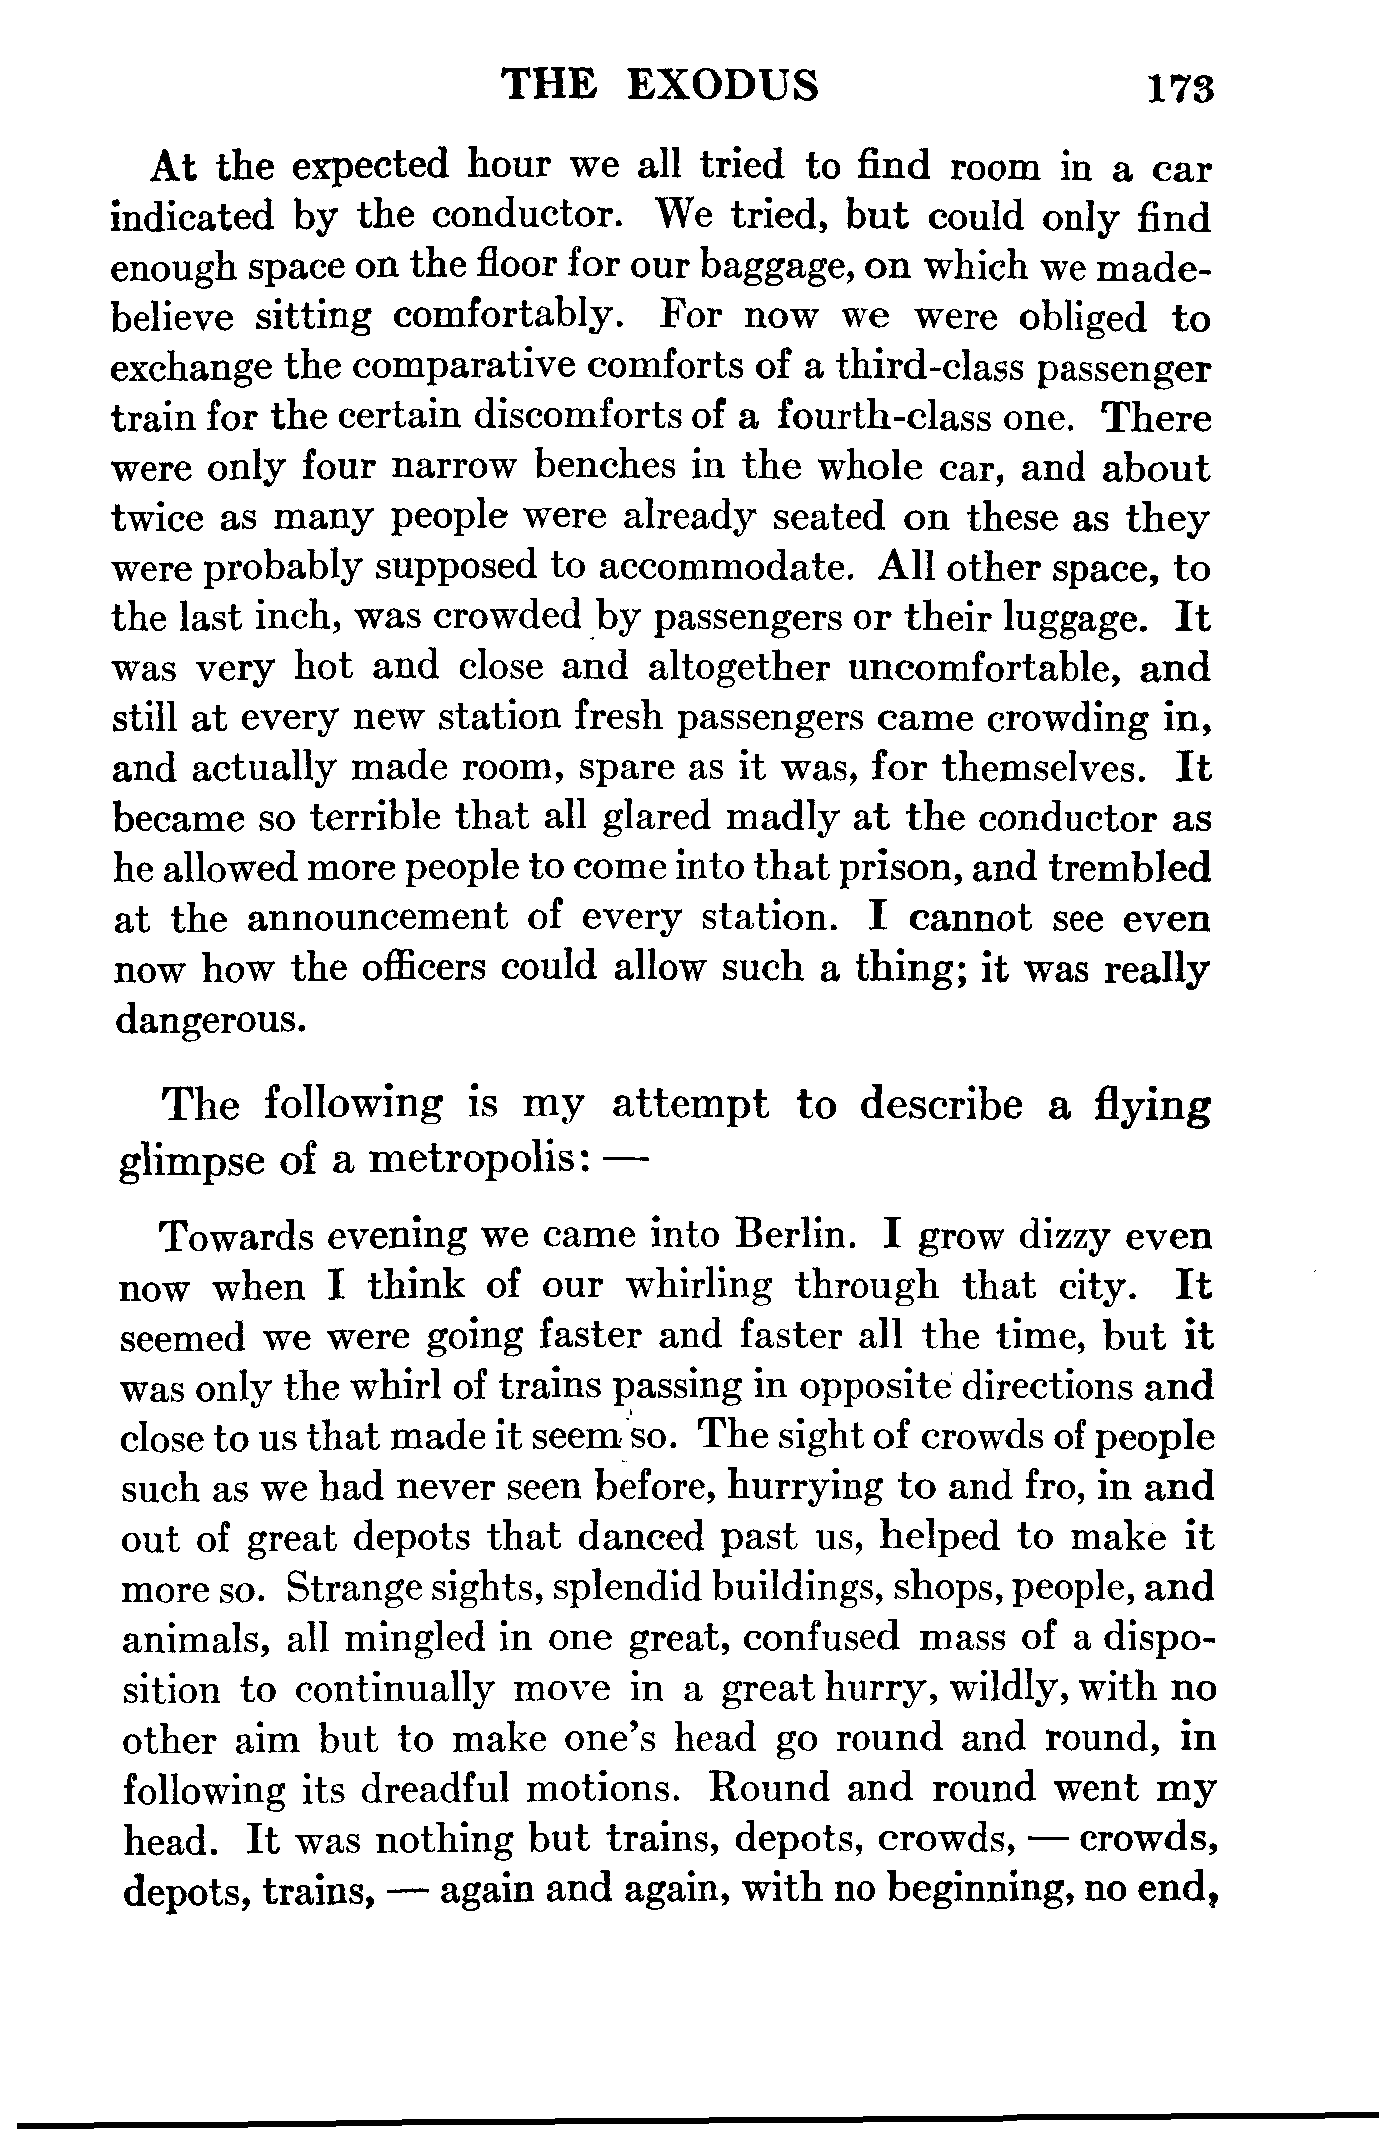 THE EXODUS 173
At the expected hour we all tried to find room in a car
indicated by the conductor. We tried, but could only find
enough space on the floor for our baggage, on which we made-
believe sitting comfortably. For now we were obliged to
exchange the comparative comforts of a third-class passenger
train for the certain discomforts of a fourth-class one. There
were only four narrow benches in the whole car, and about
twice as many people were already seated on these as they
were probably supposed to accommodate. All other space, to
the last inch, was crowded by passengers or their luggage. It
was very hot and close and altogether uncomfortable, and
still at every new station fresh passengers came crowding in,
and actually made room, spare as it was, for themselves. It
became so terrible that all glared madly at the conductor as
he allowed more people to come into that prison, and trembled
at the announcement of every station. I cannot see even
now how the officers could allow such a thing; it was really
dangerous.
The following is my attempt to describe a flying
glimpse of a metropolis: —
Towards evening we came into Berlin. I grow dizzy even
now when I think of our whirling through that city. It
seemed we were going faster and faster all the time, but it
was only the whirl of trains passing in opposite directions and
close to us that made it seem so. The sight of crowds of people
such as we had never seen before, hurrying to and fro, in and
out of great depots that danced past us, helped to make it
more so. Strange sights, splendid buildings, shops, people, and
animals, all mingled in one great, confused mass of a dispo-
sition to continually move in a great hurry, wildly, with no
other aim but to make one's head go round and round, in
following its dreadful motions. Round and round went my
head. It was nothing but trains, depots, crowds, — crowds,
depots, trains, — again and again, with no beginning, no end,